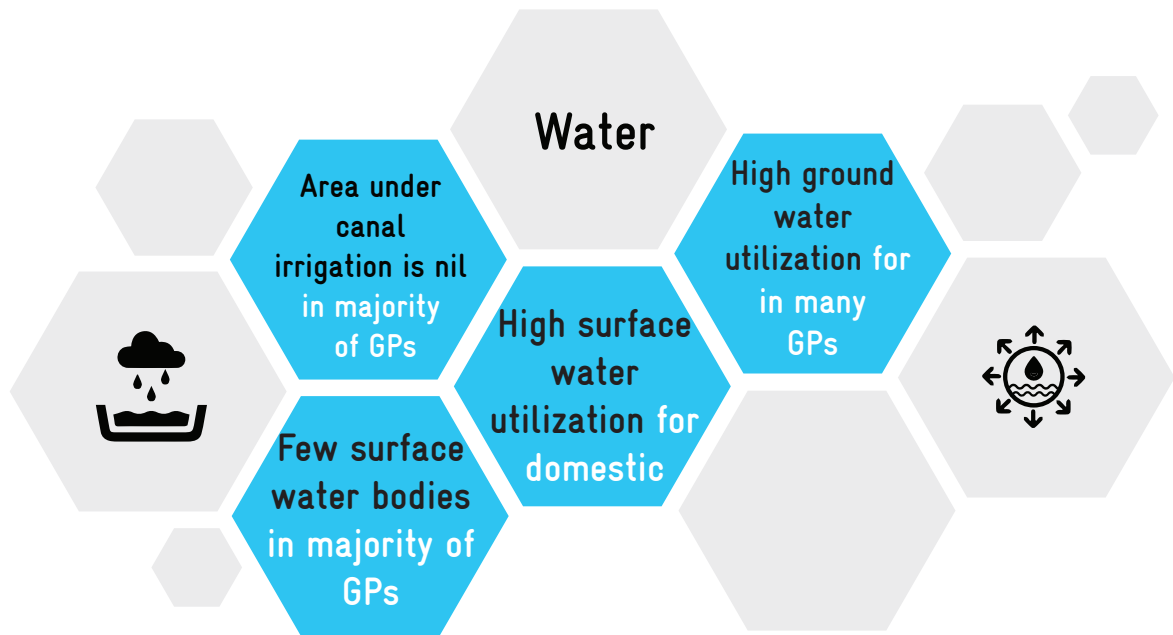 Water
Area under
canal
irrigation is nil
in majority
of GPs
High ground
water
utilization for
in many
GPs
High surface
water
utilization for
domestic
Few surface
water bodies
in majority of
GPs